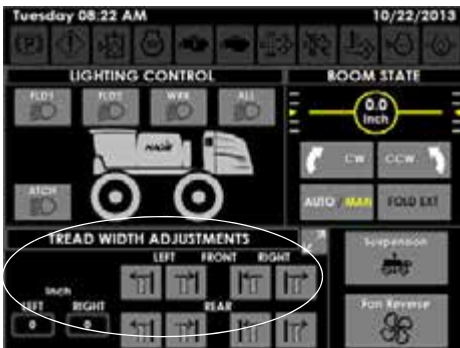 Tuesday 08:22 AM 10/22/2013
LIGHTING CONTROL
BOOM STATE
FLD1 FLD2 WRK ALL
0.0
Inch
HAGIE
CW CCW
ATCH
AUTO / MAN FOLD EXT
TREAD WIDTH ADJUSTMENTS
Suspension
LEFT FRONT RIGHT
Inch
LEFT RIGHT
REAR
0 0
Fan Reverse